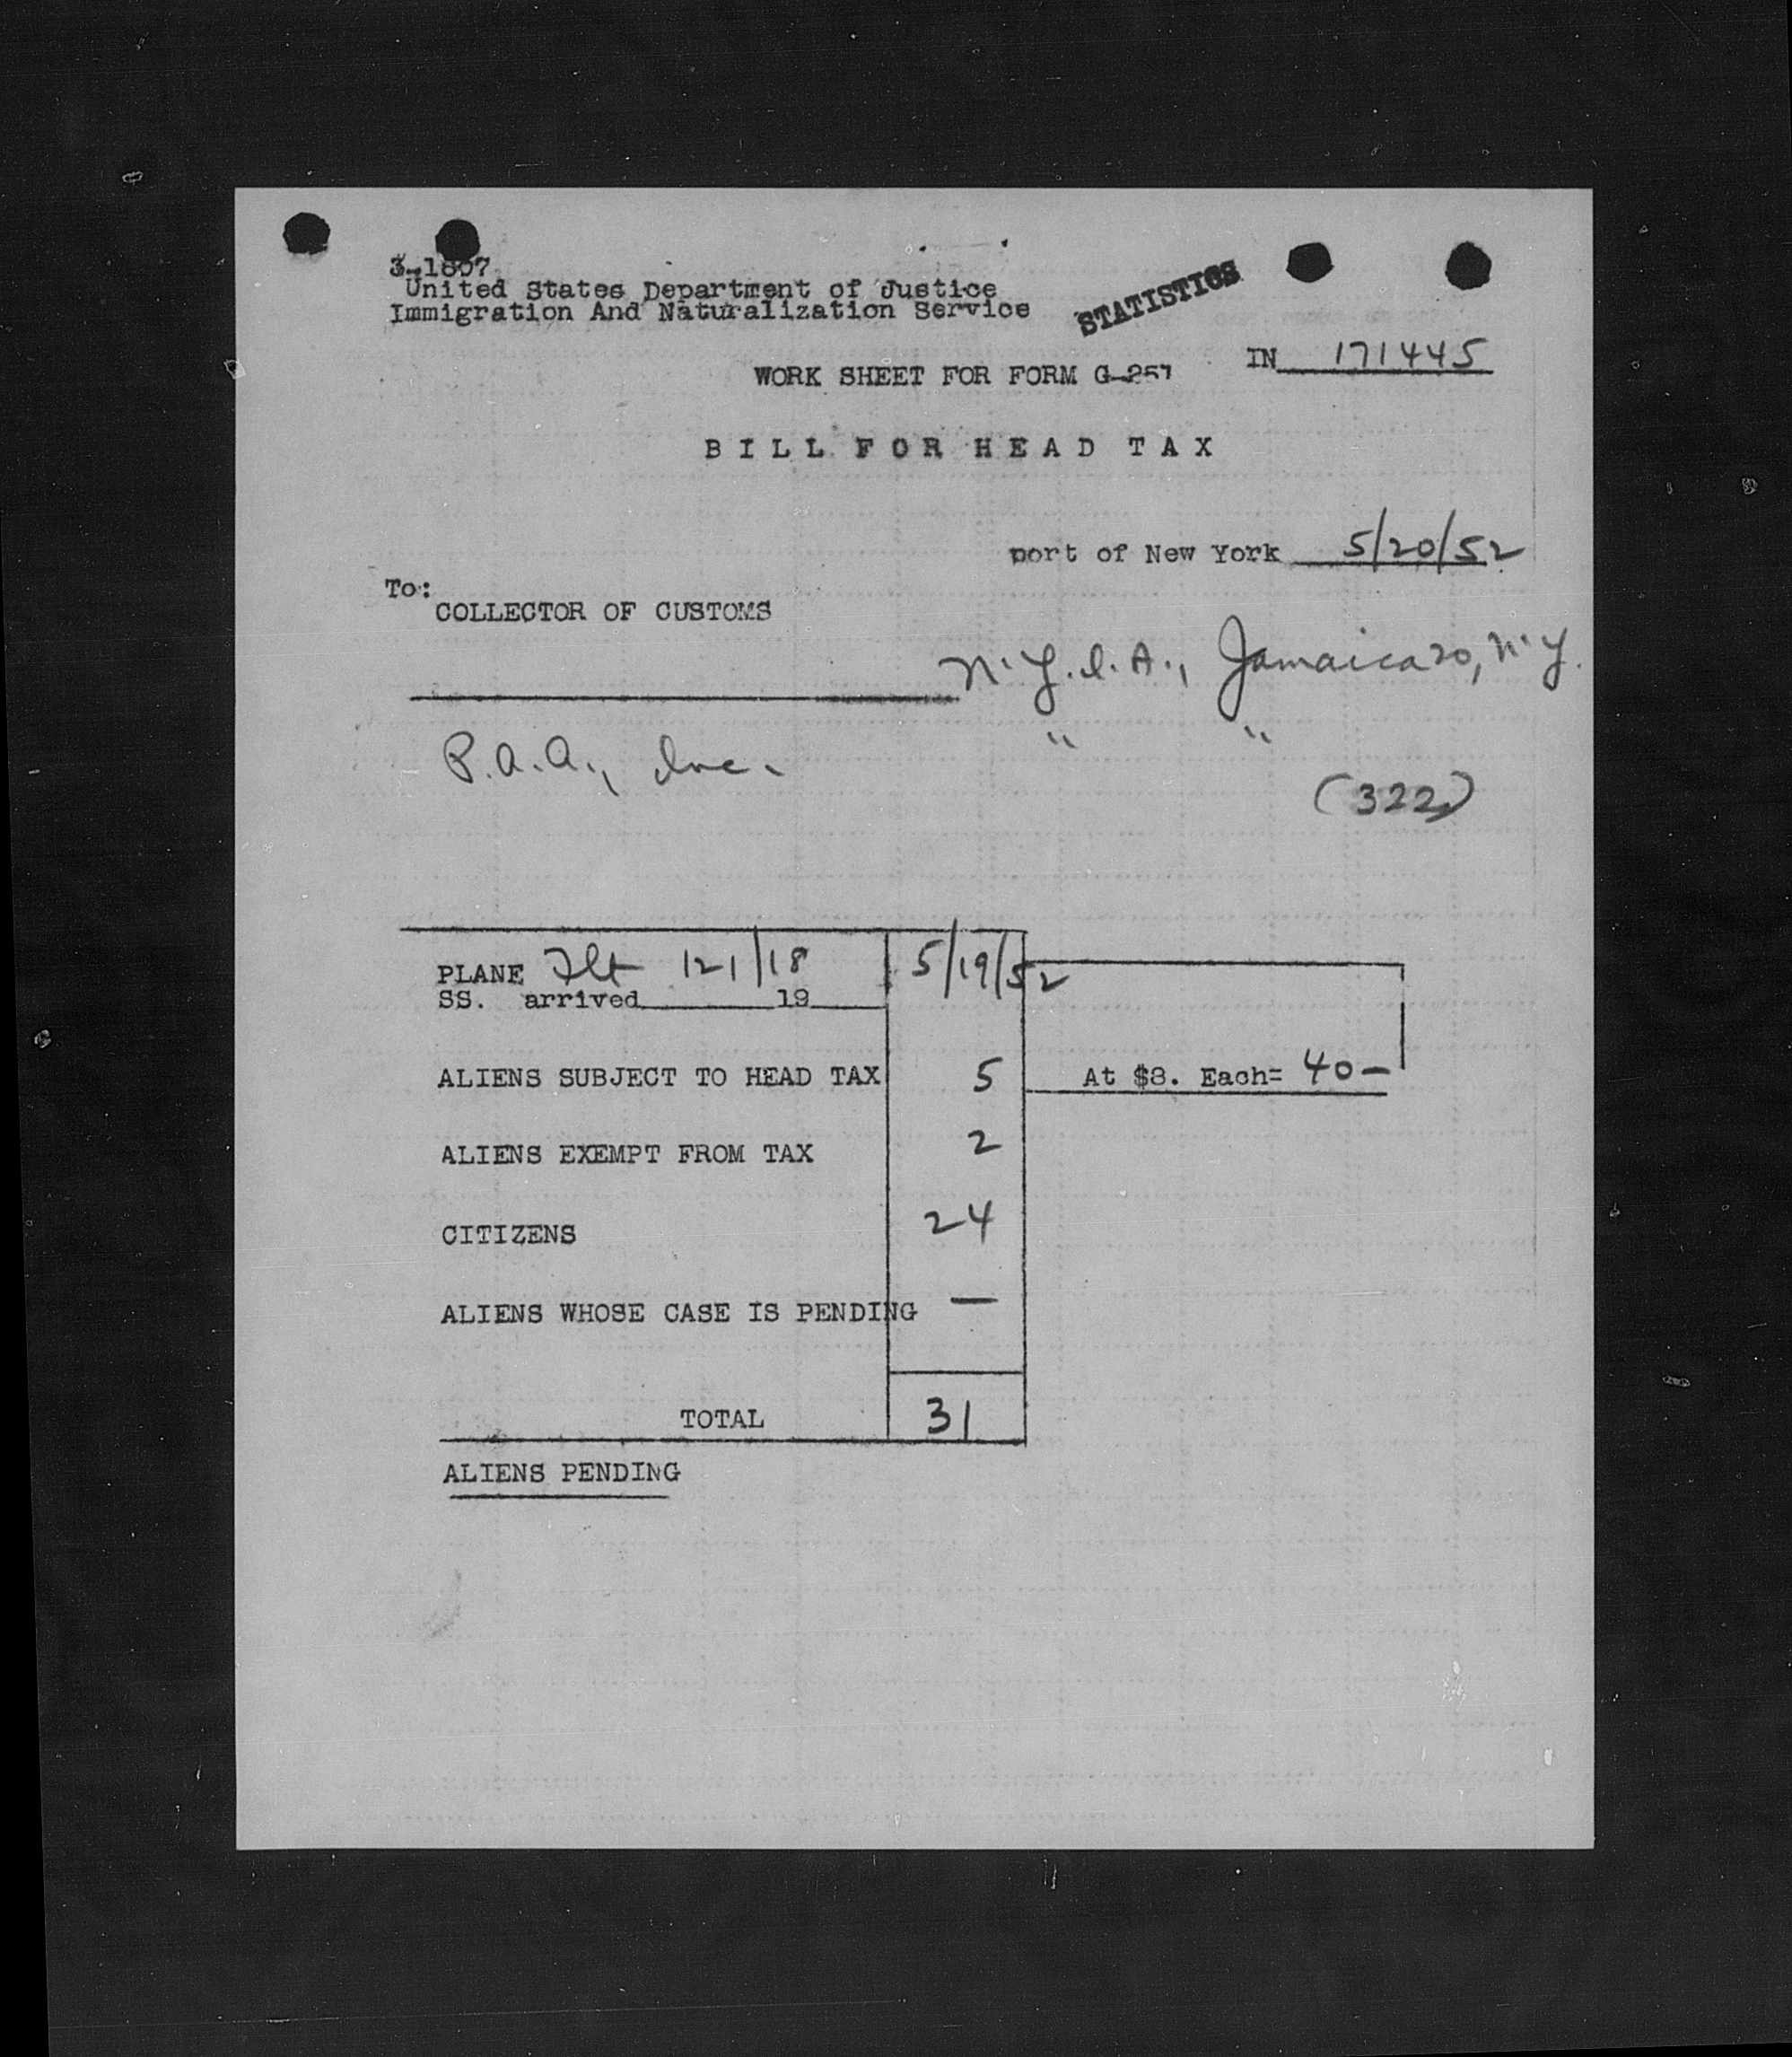 3-1807
United States Department of Justice
Immigration And Naturalization Service
STATISTICS
IN 171445
WORK SHEET FOR FORM G-257
BILL FOR HEAD TAX
port of New York 5/20/52
To:
COLLECTOR OF CUSTOMS
N.Y.I.A., Jamaica 30, N.Y.
P.A.A., Inc. " "
(322)
PLANE Flt 121/18 5/19/52
SS. arrived 19
ALIENS SUBJECT TO HEAD TAX 5 At $8. Each= 40-
ALIENS EXEMPT FROM TAX 2
CITIZENS 24
ALIENS WHOSE CASE IS PENDING —
TOTAL 31
ALIENS PENDING